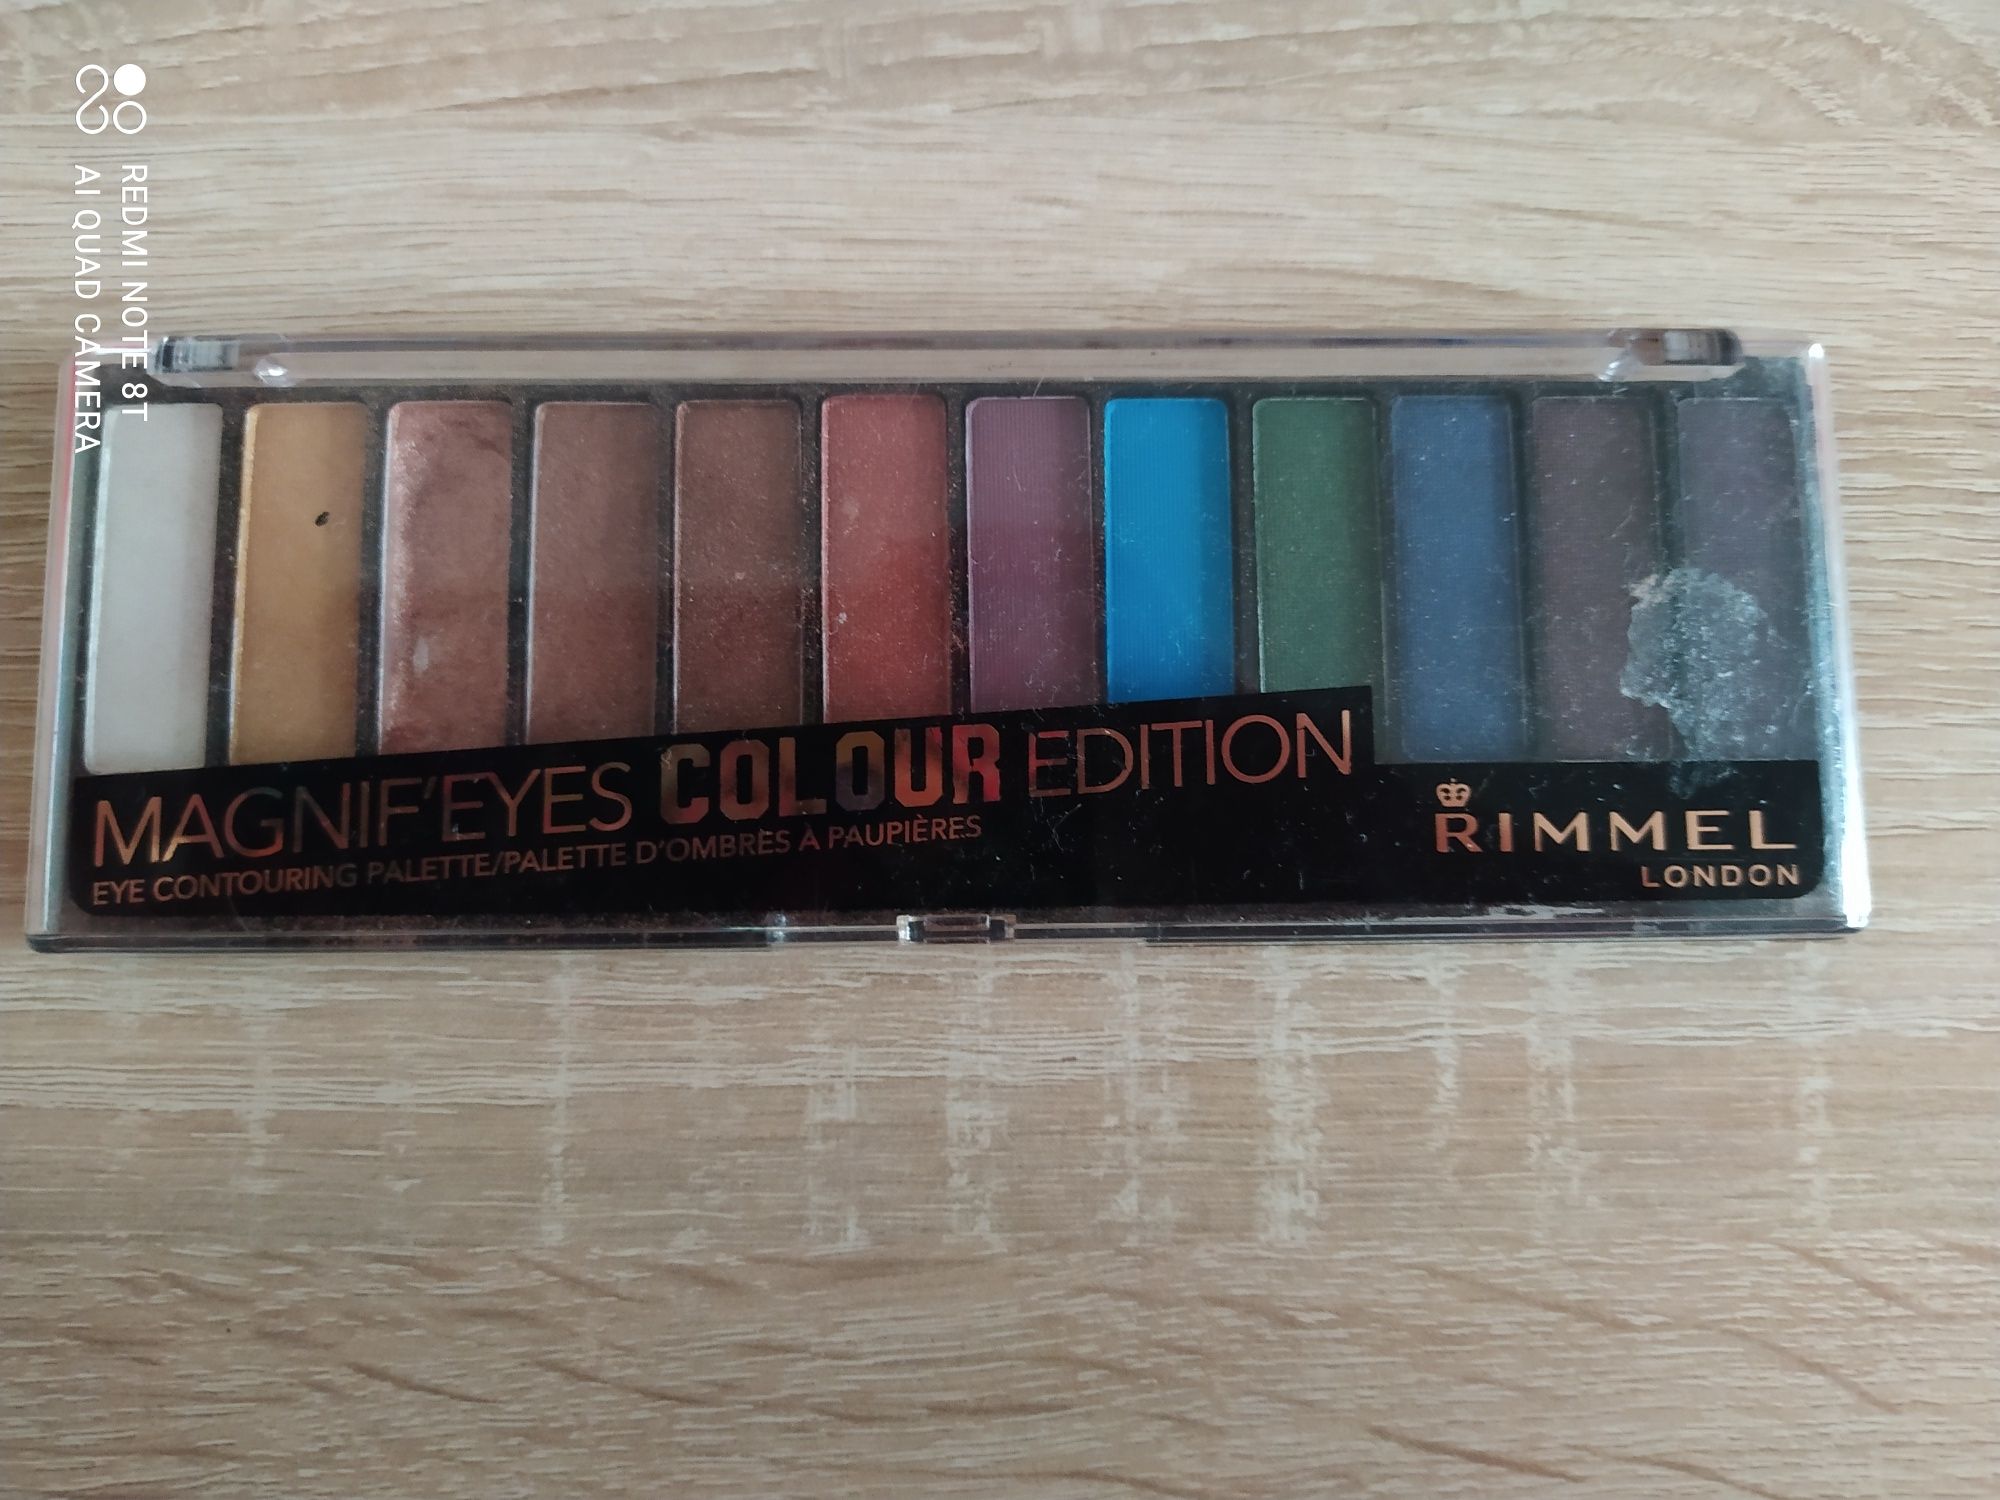 REDMI NOTE 8T
AI QUAD CAMERA
MAGNIF'EYES COLOUR EDITION
EYE CONTOURING PALETTE/PALETTE D'OMBRES À PAUPIÈRES
RIMMEL
LONDON